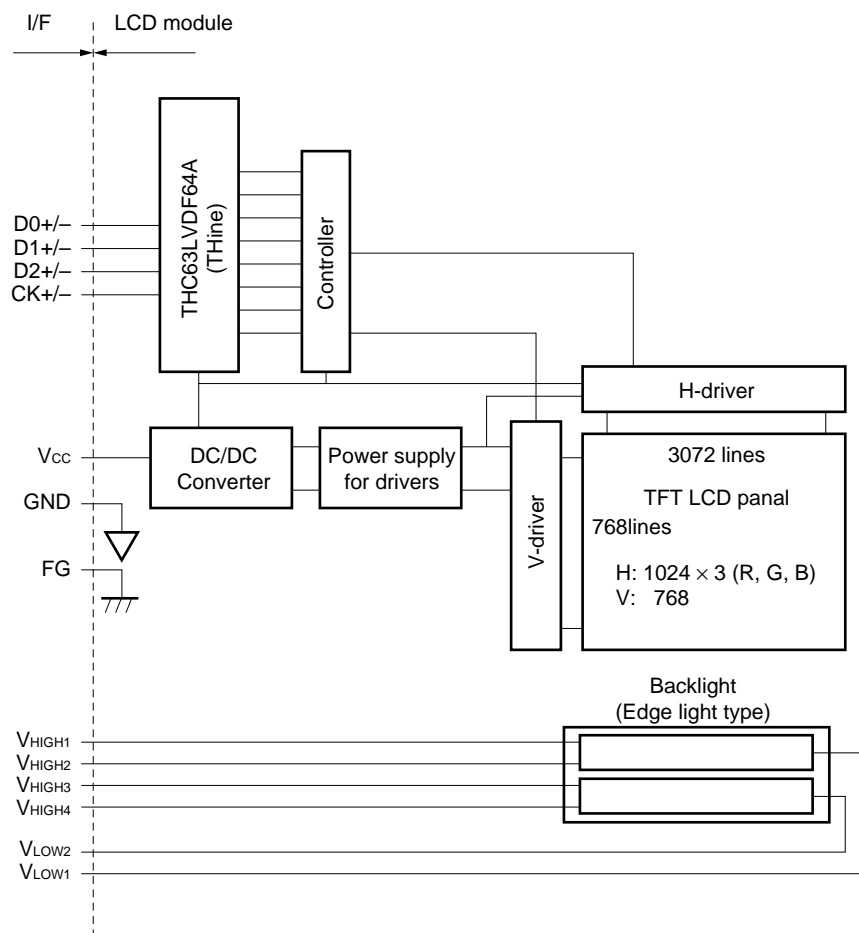 I/F
LCD module
THC63LVDF64A
(THine)
Controller
D0+/–
D1+/–
D2+/–
CK+/–
H-driver
VCC
DC/DC
Converter
Power supply
for drivers
V-driver
3072 lines
TFT LCD panal
768lines
H: 1024 × 3 (R, G, B)
V: 768
GND
FG
Backlight
(Edge light type)
VHIGH1
VHIGH2
VHIGH3
VHIGH4
VLOW2
VLOW1